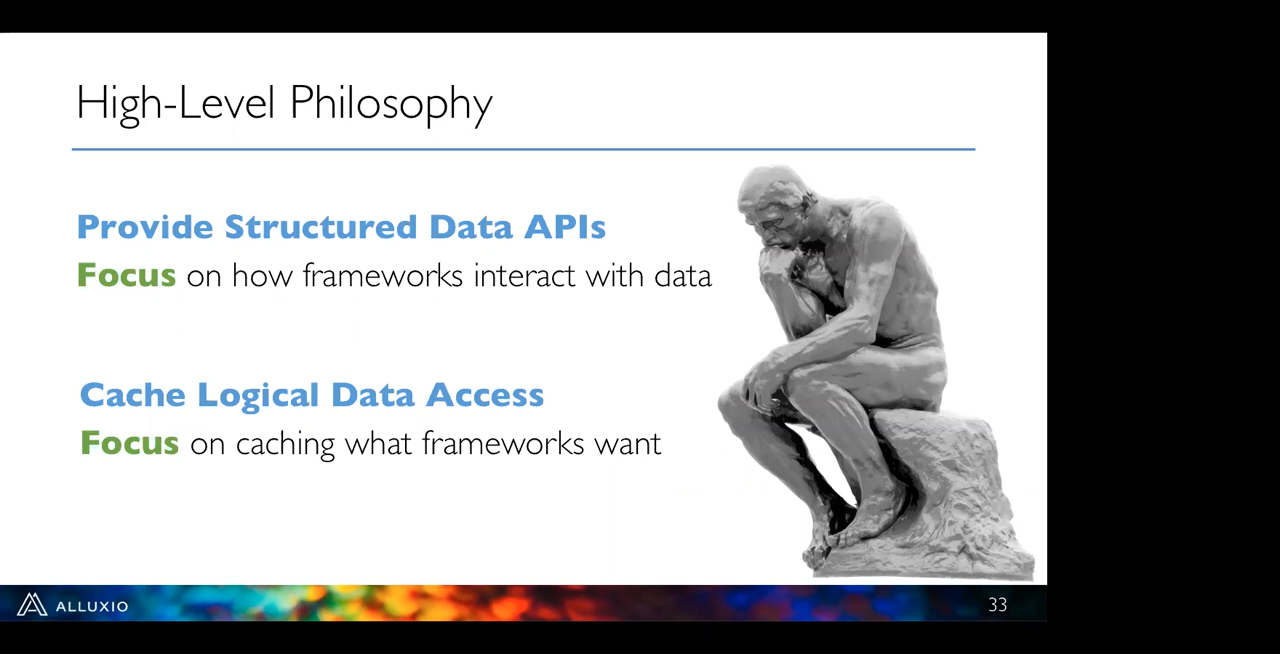 High-Level Philosophy
Provide Structured Data APIs
Focus on how frameworks interact with data
Cache Logical Data Access
Focus on caching what frameworks want
ALLUXIO
33